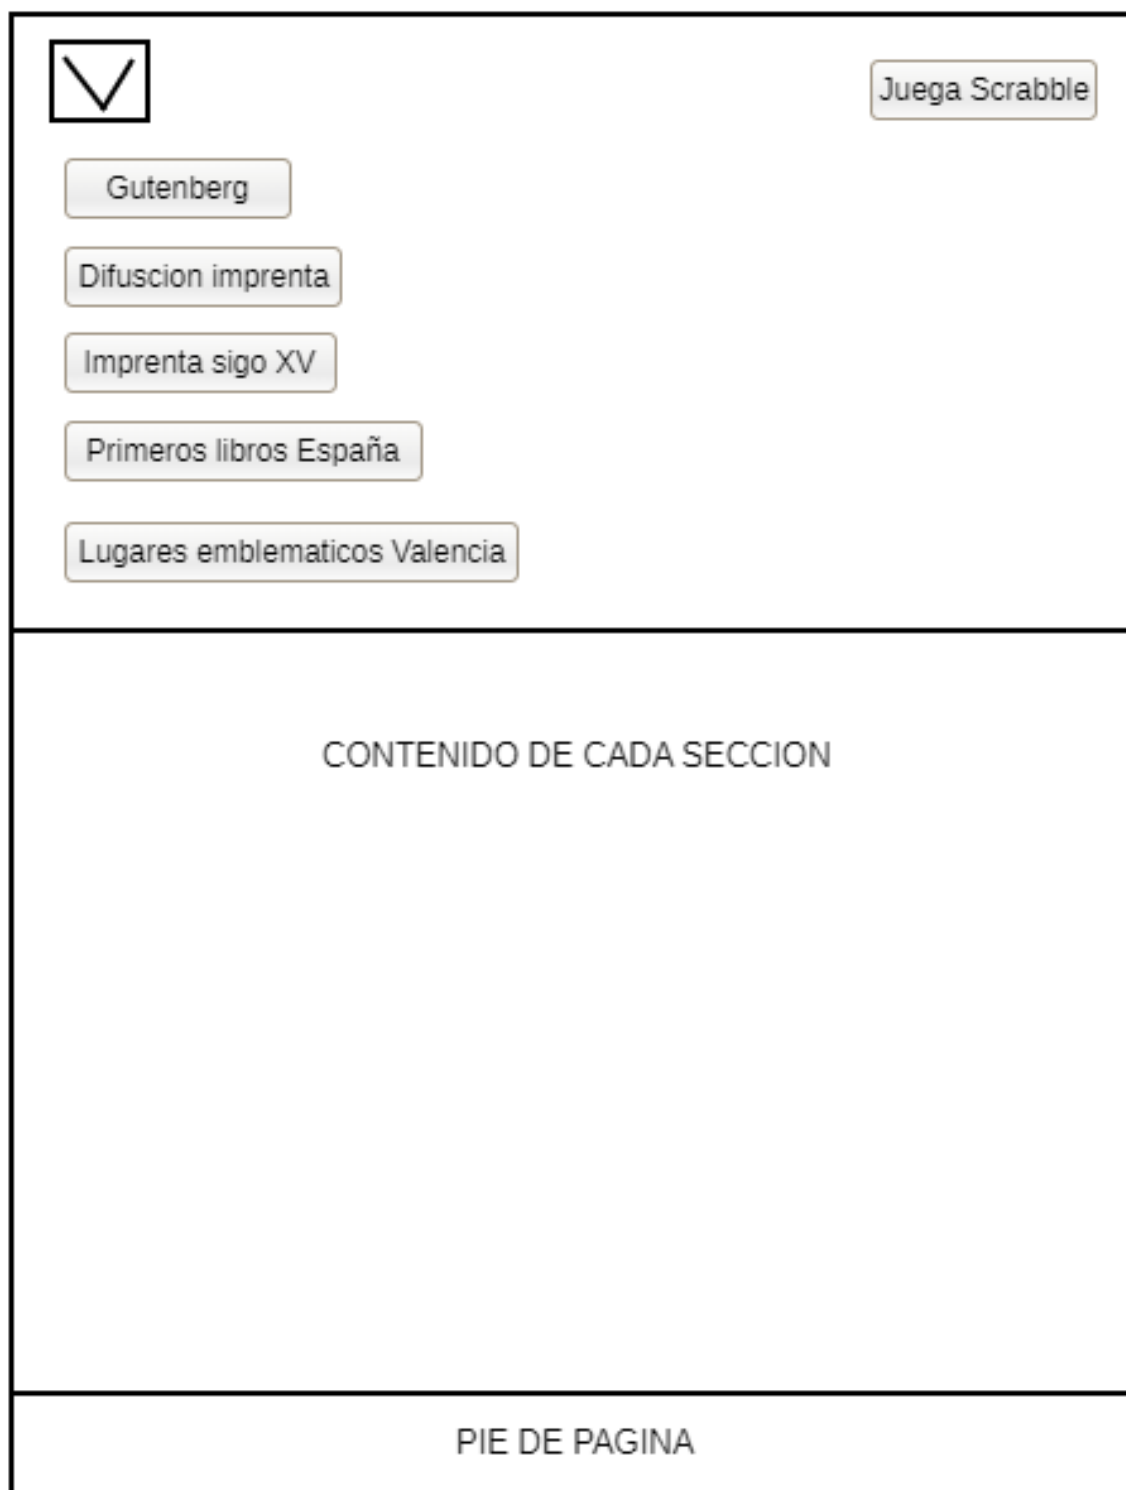 Juega Scrabble
Gutenberg
Difuscion imprenta
Imprenta sigo XV
Primeros libros España
Lugares emblematicos Valencia
CONTENIDO DE CADA SECCION
PIE DE PAGINA